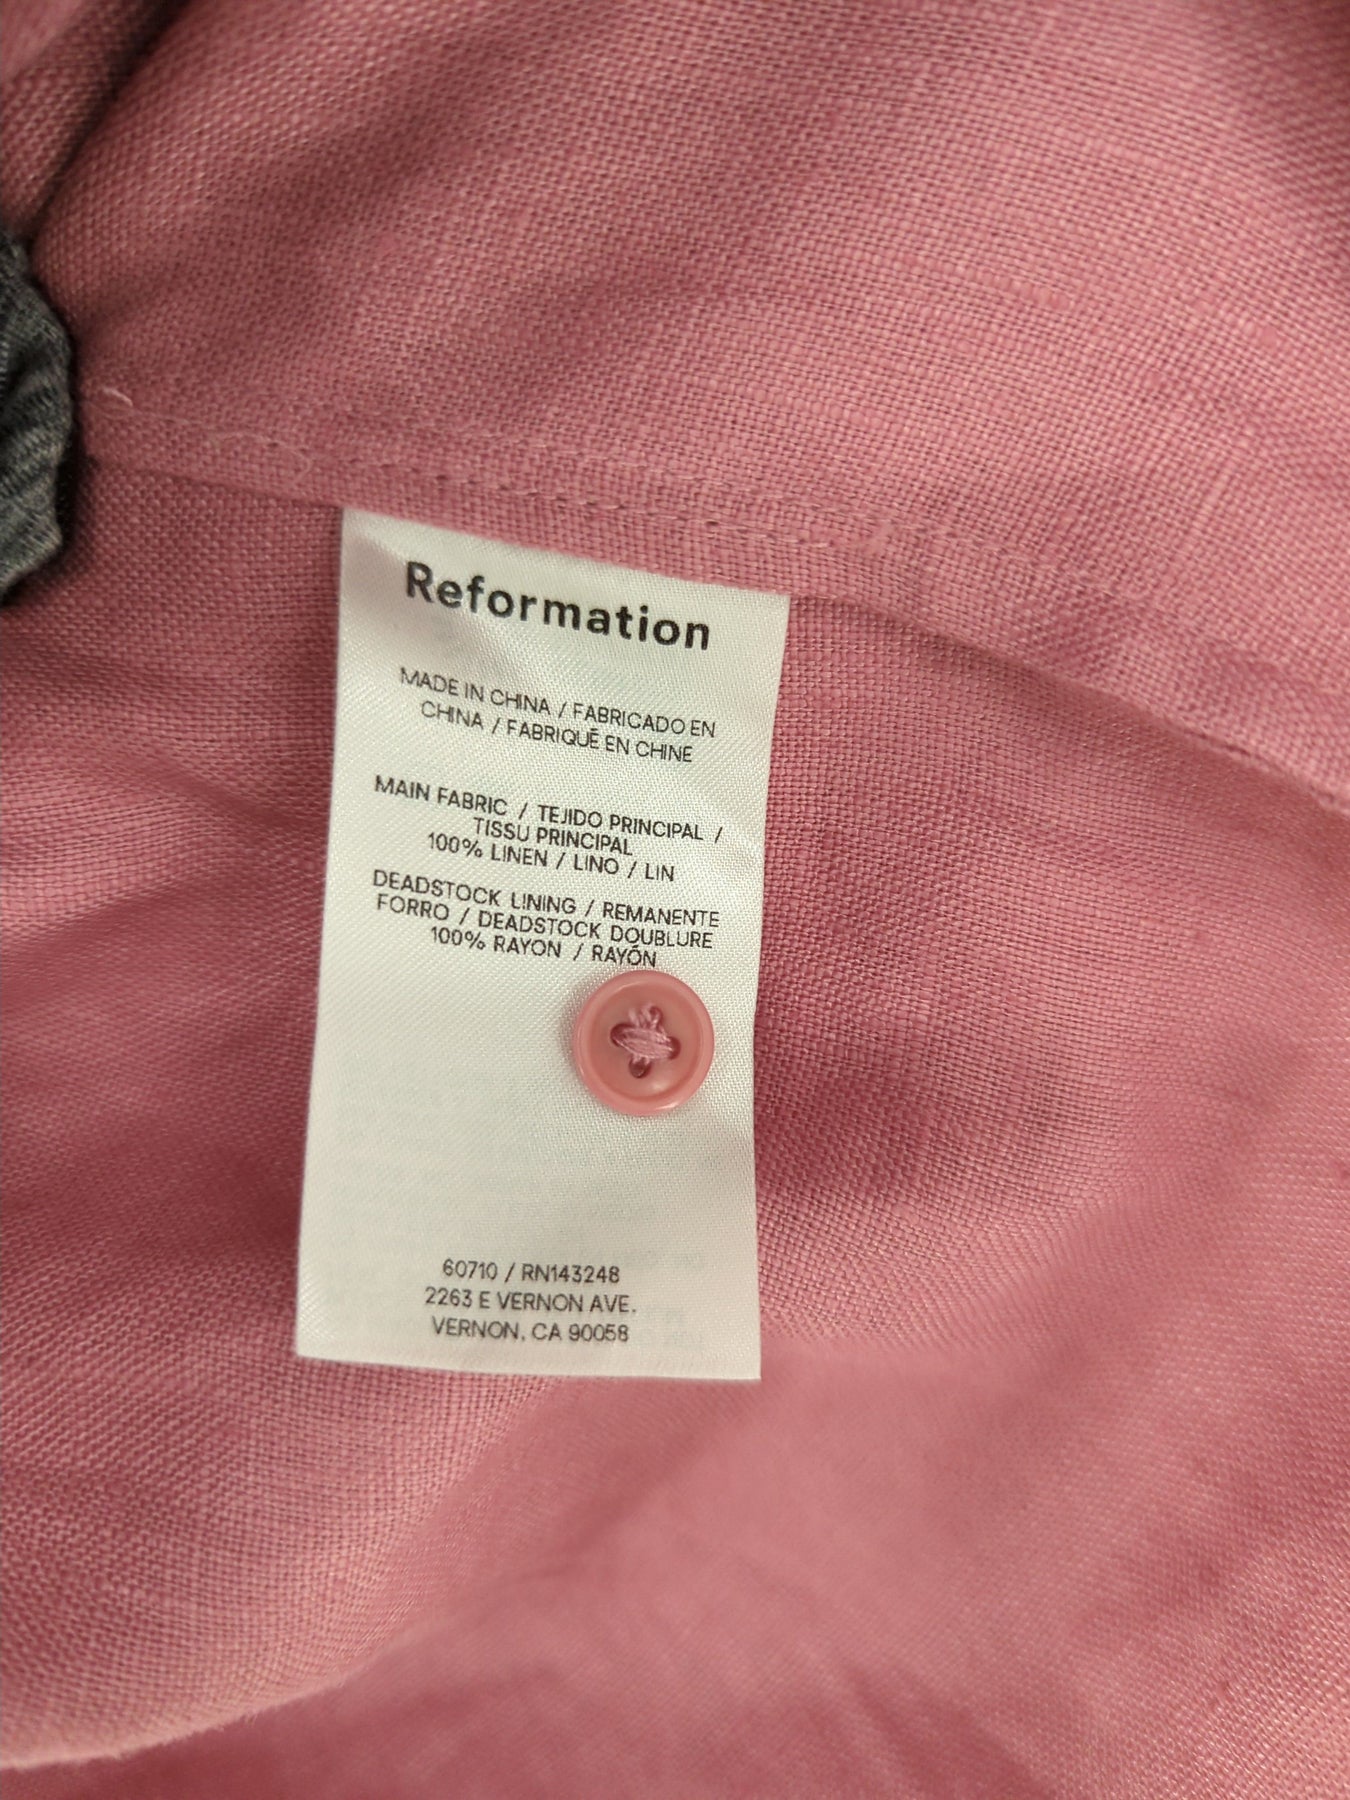 Reformation
MADE IN CHINA / FABRICADO EN
CHINA / FABRIQUĒ EN CHINE
MAIN FABRIC / TEJIDO PRINCIPAL /
TISSU PRINCIPAL
100% LINEN / LINO / LIN
DEADSTOCK LINING / REMANENTE
FORRO / DEADSTOCK DOUBLURE
100% RAYON / RAYÓN
60710 / RN143248
2263 E VERNON AVE.
VERNON, CA 90058